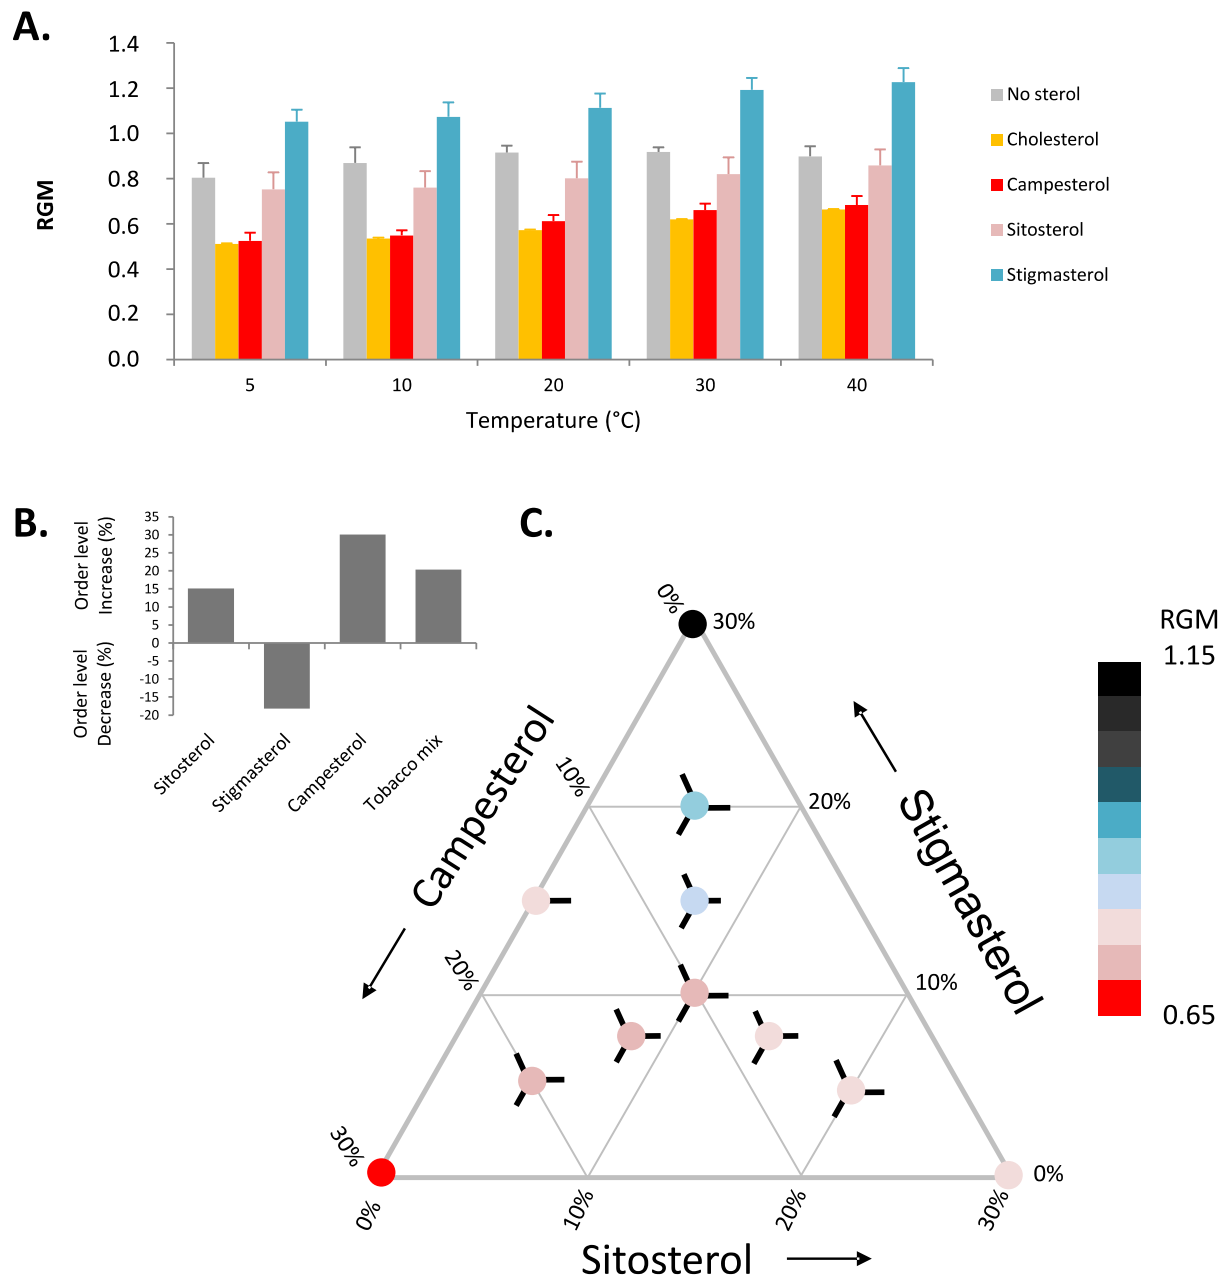 A.
1.4
1.2
1.0
0.8
0.6
0.4
0.2
0.0
RGM
5
10
20
30
40
Temperature (°C)
No sterol
Cholesterol
Campesterol
Sitosterol
Stigmasterol
B.
Order level
Increase (%)
Order level
Decrease (%)
35
30
25
20
15
10
5
0
-5
-10
-15
-20
Sitosterol
Stigmasterol
Campesterol
Tobacco mix
C.
0%
30%
10%
20%
20%
10%
30%
0%
0%
10%
20%
30%
Campesterol
Stigmasterol
Sitosterol
RGM
1.15
0.65